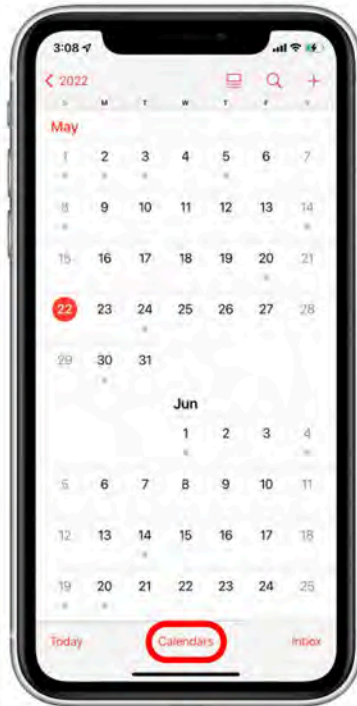 3:08
2022
S M T W T F S
May
1 2 3 4 5 6 7
8 9 10 11 12 13 14
15 16 17 18 19 20 21
22 23 24 25 26 27 28
29 30 31
Jun
1 2 3 4
5 6 7 8 9 10 11
12 13 14 15 16 17 18
19 20 21 22 23 24 25
Today Calendars Inbox